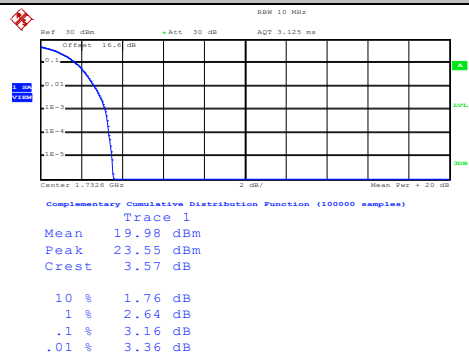 RBW 10 MHz
Ref 30 dBm * Att 30 dB AQT 3.125 ms
Offset 16.6 dB
0.1
0.01
1E-3
1E-4
1E-5
1 SA
VIEW
A
LVL
3DB
Center 1.7326 GHz 2 dB/ Mean Pwr + 20 dB
Complementary Cumulative Distribution Function (100000 samples)
Trace 1
Mean 19.98 dBm
Peak 23.55 dBm
Crest 3.57 dB
10 % 1.76 dB
1 % 2.64 dB
.1 % 3.16 dB
.01 % 3.36 dB